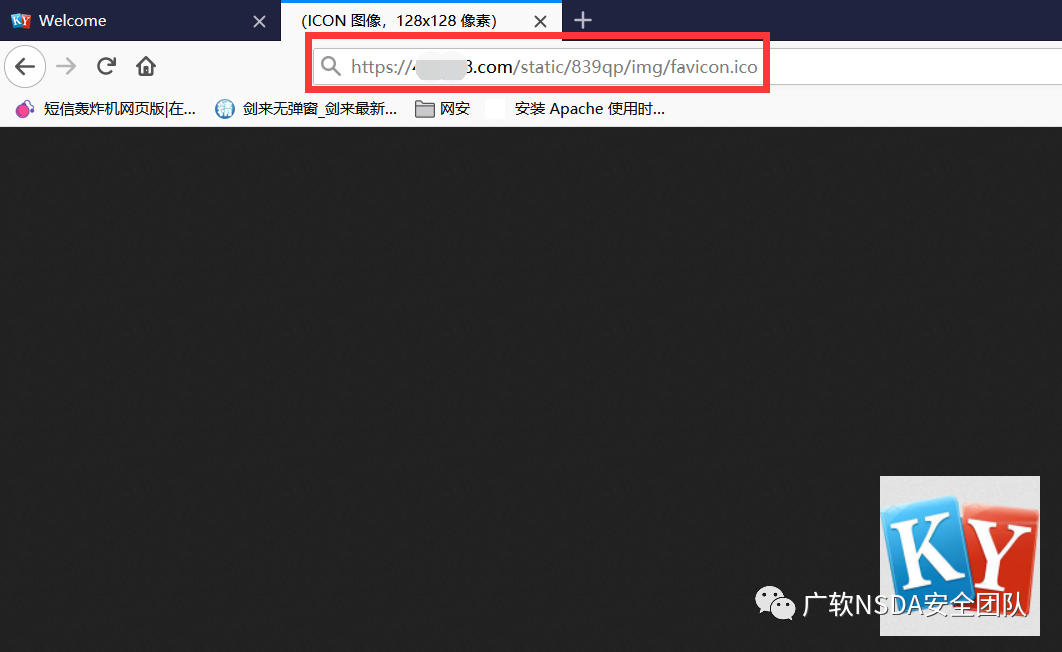 Welcome
(ICON 图像，128x128 像素)
https://4 3.com/static/839qp/img/favicon.ico
短信轰炸机网页版|在...
剑来无弹窗_剑来最新...
网安
安装 Apache 使用时...
KY
广软NSDA安全团队